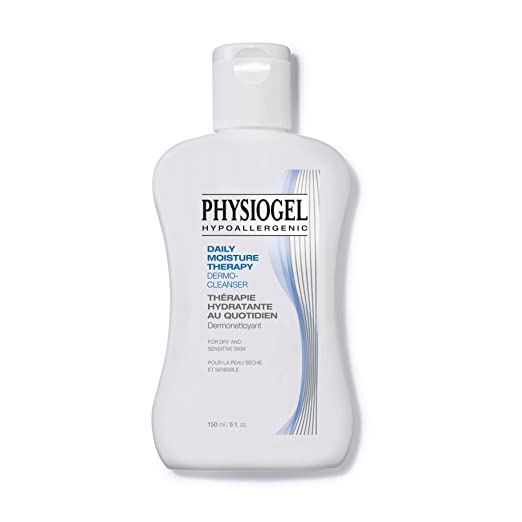 PHYSIOGEL
HYPOALLERGENIC
DAILY
MOISTURE
THERAPY
DERMO-
CLEANSER
THÉRAPIE
HYDRATANTE
AU QUOTIDIEN
Dermonettoyant
FOR DRY AND
SENSITIVE SKIN
POUR LA PEAU SÈCHE
ET SENSIBLE
150 ml / 5 fl. oz.